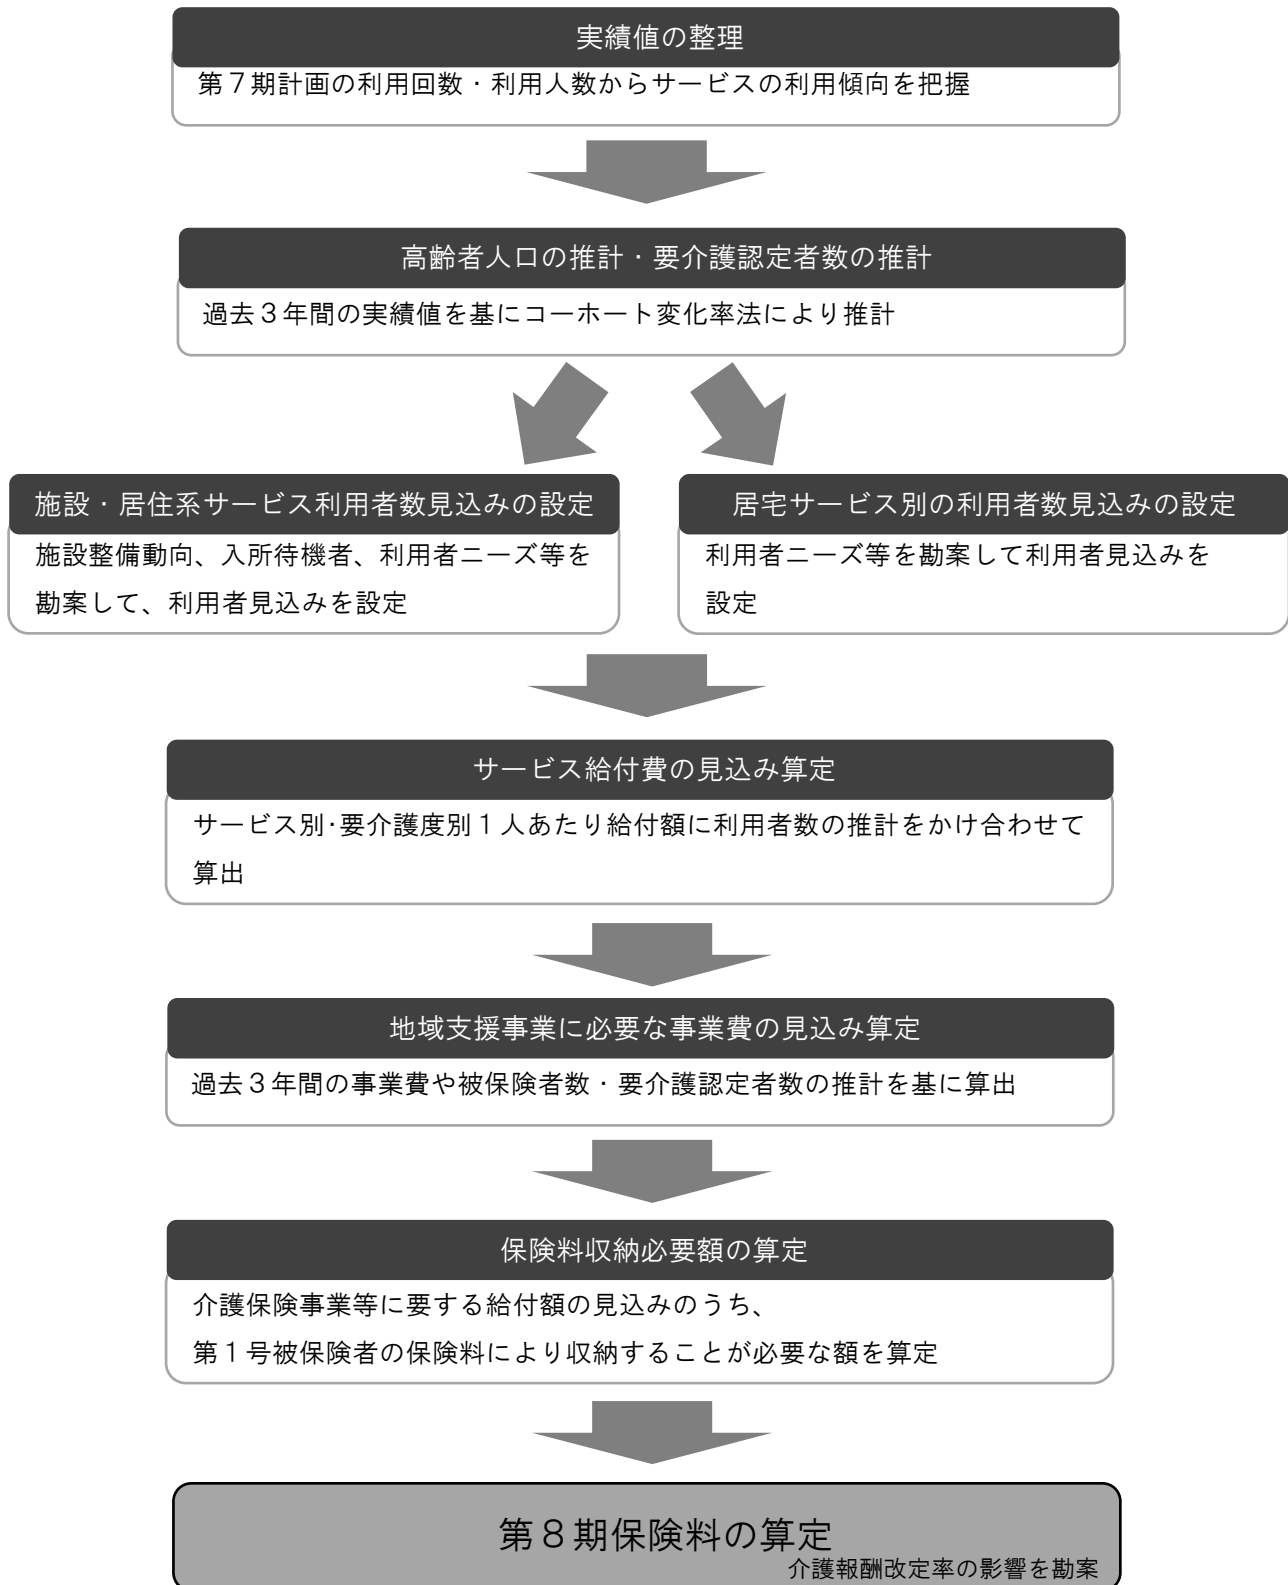 実績値の整理
第７期計画の利用回数・利用人数からサービスの利用傾向を把握
高齢者人口の推計・要介護認定者数の推計
過去３年間の実績値を基にコーホート変化率法により推計
施設・居住系サービス利用者数見込みの設定
施設整備動向、入所待機者、利用者ニーズ等を
勘案して、利用者見込みを設定
居宅サービス別の利用者数見込みの設定
利用者ニーズ等を勘案して利用者見込みを
設定
サービス給付費の見込み算定
サービス別・要介護度別１人あたり給付額に利用者数の推計をかけ合わせて
算出
地域支援事業に必要な事業費の見込み算定
過去３年間の事業費や被保険者数・要介護認定者数の推計を基に算出
保険料収納必要額の算定
介護保険事業等に要する給付額の見込みのうち、
第１号被保険者の保険料により収納することが必要な額を算定
第８期保険料の算定
介護報酬改定率の影響を勘案